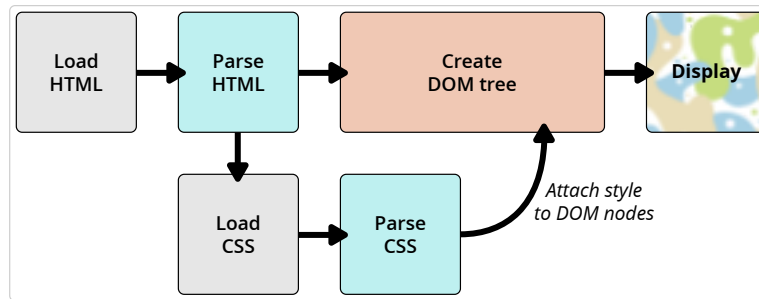 Load
HTML
Parse
HTML
Create
DOM tree
Display
Load
CSS
Parse
CSS
Attach style
to DOM nodes